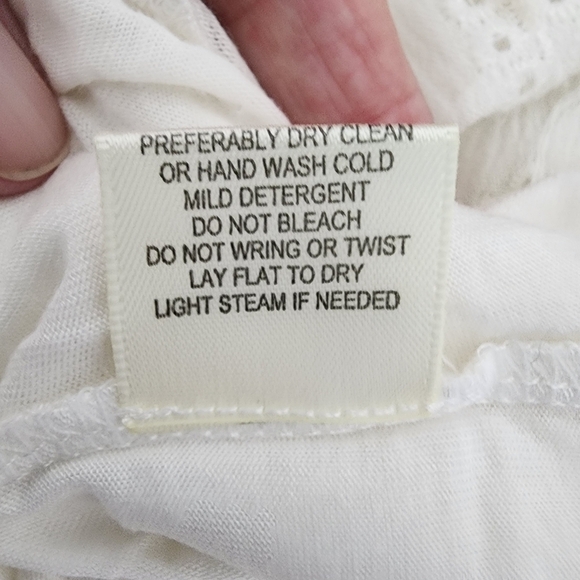 PREFERABLY DRY CLEAN
OR HAND WASH COLD
MILD DETERGENT
DO NOT BLEACH
DO NOT WRING OR TWIST
LAY FLAT TO DRY
LIGHT STEAM IF NEEDED